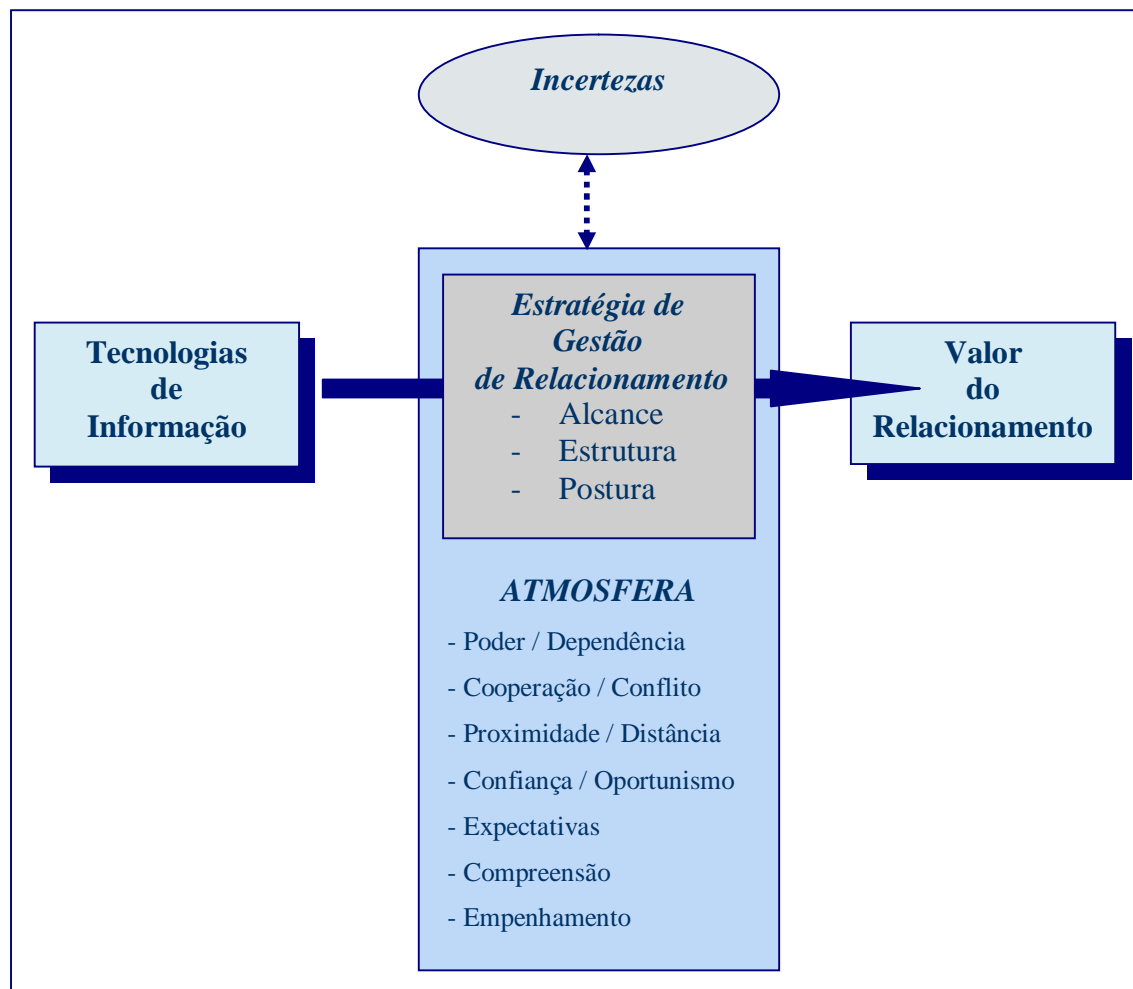 Incertezas
Tecnologias
de
Informação
Estratégia de
Gestão
de Relacionamento
- Alcance
- Estrutura
- Postura
ATMOSFERA
- Poder / Dependência
- Cooperação / Conflito
- Proximidade / Distância
- Confiança / Oportunismo
- Expectativas
- Compreensão
- Empenhamento
Valor
do
Relacionamento